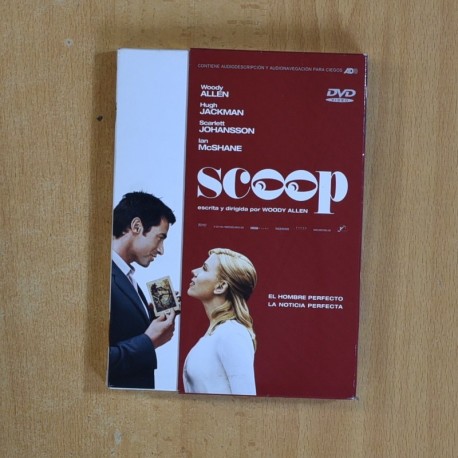 CONTIENE AUDIODESCRIPCIÓN Y AUDIONAVEGACIÓN PARA CIEGOS
DVD
VIDEO
Woody
ALLEN
Hugh
JACKMAN
Scarlett
JOHANSSON
Ian
McSHANE
scoop
escrita y dirigida por WOODY ALLEN
EL HOMBRE PERFECTO
LA NOTICIA PERFECTA